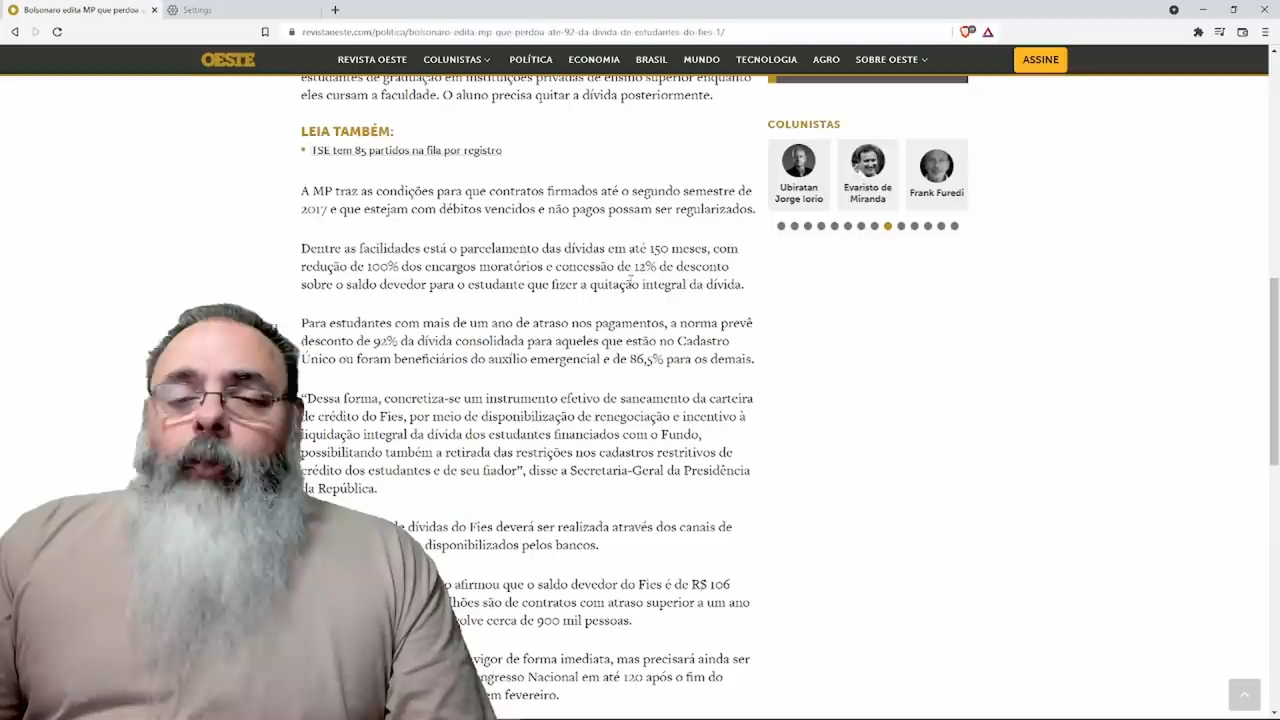 Bolsonaro edita MP que perdoa
Settings
revistaoeste.com/politica/bolsonaro-edita-mp-que-perdoa-ate-92-da-divida-de-estudantes-do-fies-1/
OESTE
REVISTA OESTE COLUNISTAS POLÍTICA ECONOMIA BRASIL MUNDO TECNOLOGIA AGRO SOBRE OESTE ASSINE
estudantes de graduação em instituições privadas de ensino superior enquanto
eles cursam a faculdade. O aluno precisa quitar a dívida posteriormente.
LEIA TAMBÉM:
TSE tem 85 partidos na fila por registro
A MP traz as condições para que contratos firmados até o segundo semestre de
2017 e que estejam com débitos vencidos e não pagos possam ser regularizados.
Dentre as facilidades está o parcelamento das dívidas em até 150 meses, com
redução de 100% dos encargos moratórios e concessão de 12% de desconto
sobre o saldo devedor para o estudante que fizer a quitação integral da dívida.
Para estudantes com mais de um ano de atraso nos pagamentos, a norma prevê
desconto de 92% da dívida consolidada para aqueles que estão no Cadastro
Único ou foram beneficiários do auxílio emergencial e de 86,5% para os demais.
“Dessa forma, concretiza-se um instrumento efetivo de saneamento da carteira
de crédito do Fies, por meio de disponibilização de renegociação e incentivo à
liquidação integral da dívida dos estudantes financiados com o Fundo,
possibilitando também a retirada das restrições nos cadastros restritivos de
crédito dos estudantes e de seu fiador”, disse a Secretaria-Geral da Presidência
da República.
de dívidas do Fies deverá ser realizada através dos canais de
disponibilizados pelos bancos.
afirmou que o saldo devedor do Fies é de R$ 106
são de contratos com atraso superior a um ano
cerca de 900 mil pessoas.
vigor de forma imediata, mas precisará ainda ser
Nacional em até 120 após o fim do
em fevereiro.
COLUNISTAS
Ubiratan
Jorge Iorio
Evaristo de
Miranda
Frank Furedi